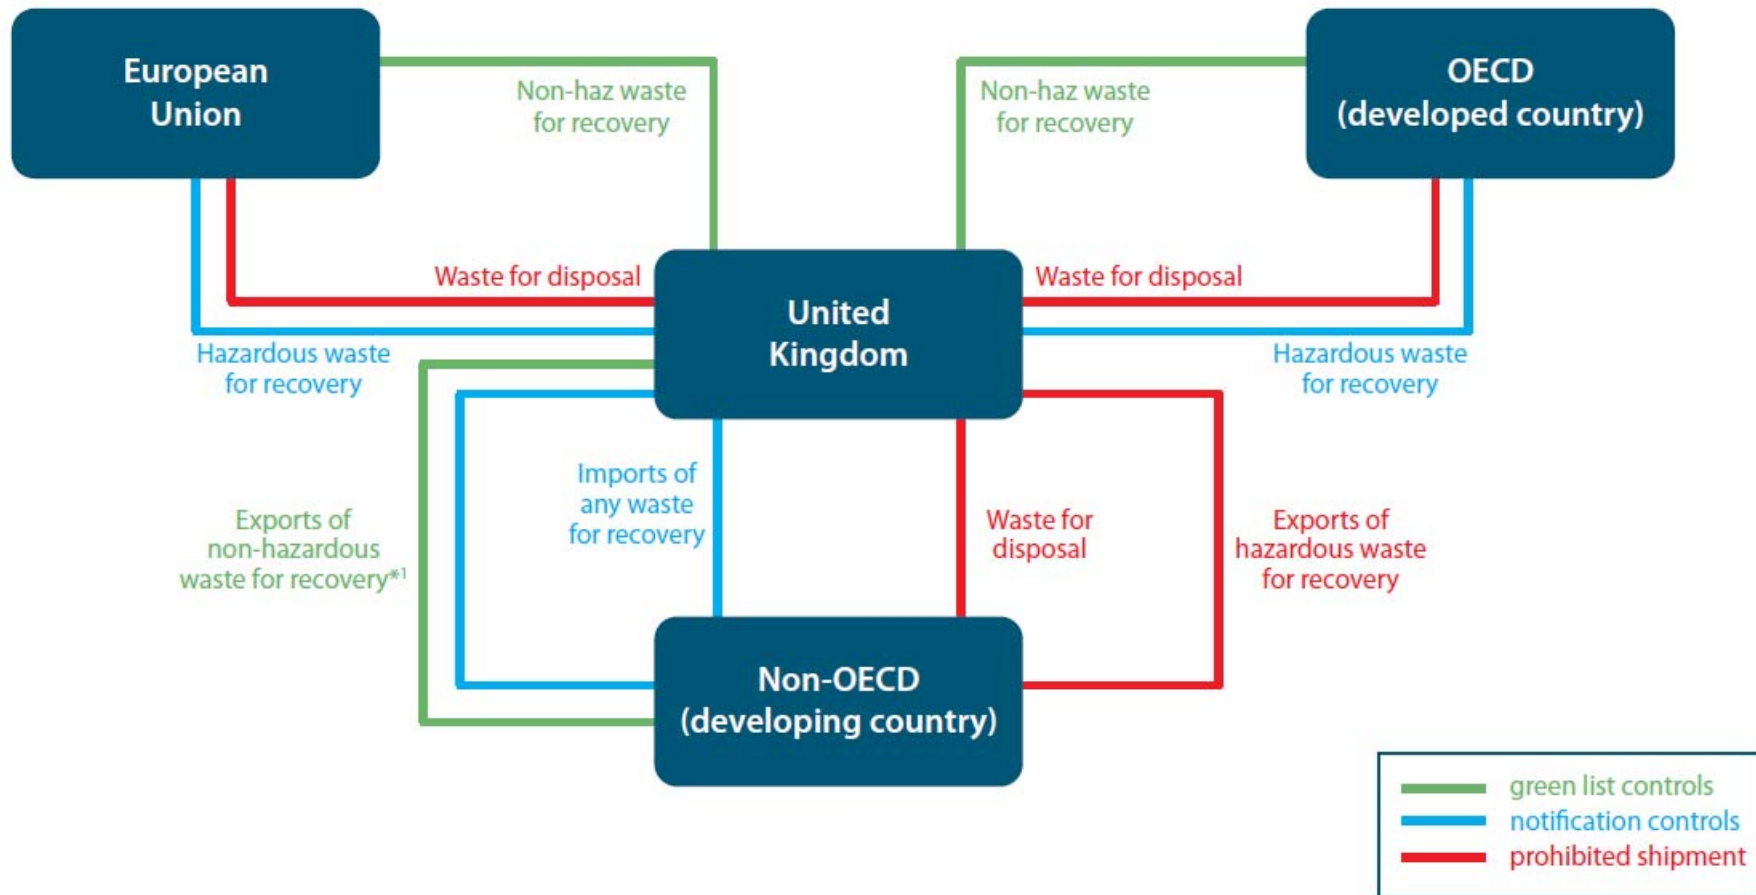 European
Union
Non-haz waste
for recovery
Non-haz waste
for recovery
OECD
(developed country)
Waste for disposal
Waste for disposal
United
Kingdom
Hazardous waste
for recovery
Hazardous waste
for recovery
Imports of
any waste
for recovery
Exports of
non-hazardous
waste for recovery*¹
Waste for
disposal
Exports of
hazardous waste
for recovery
Non-OECD
(developing country)
green list controls
notification controls
prohibited shipment